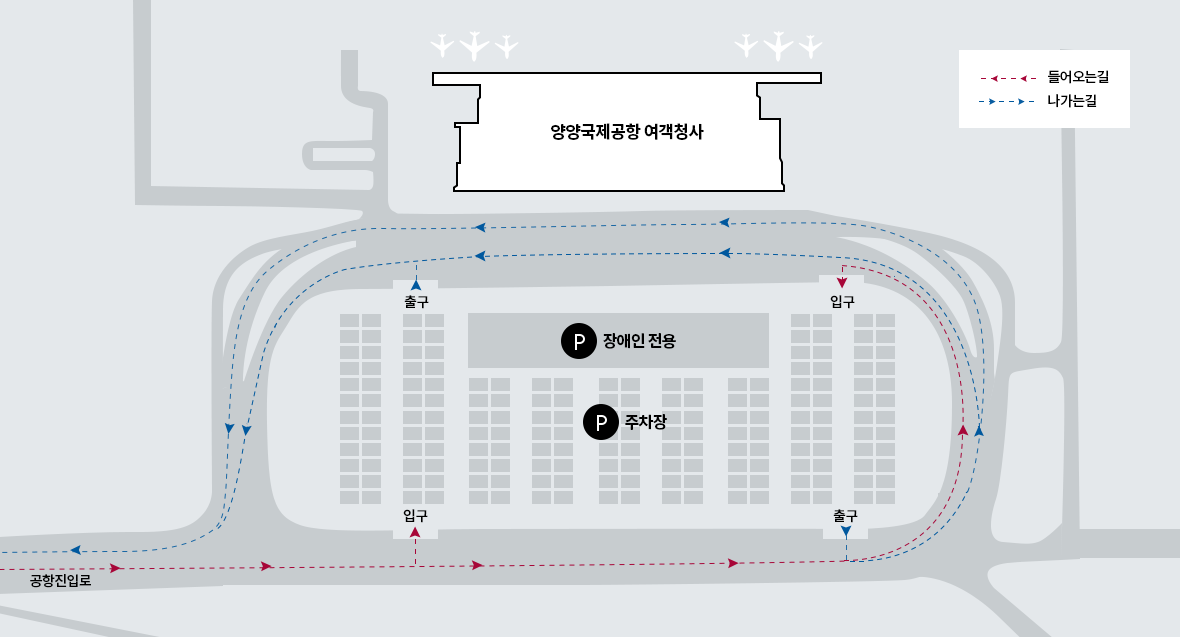 들어오는길
나가는길
양양국제공항 여객청사
출구
입구
P 장애인 전용
P 주차장
입구
출구
공항진입로